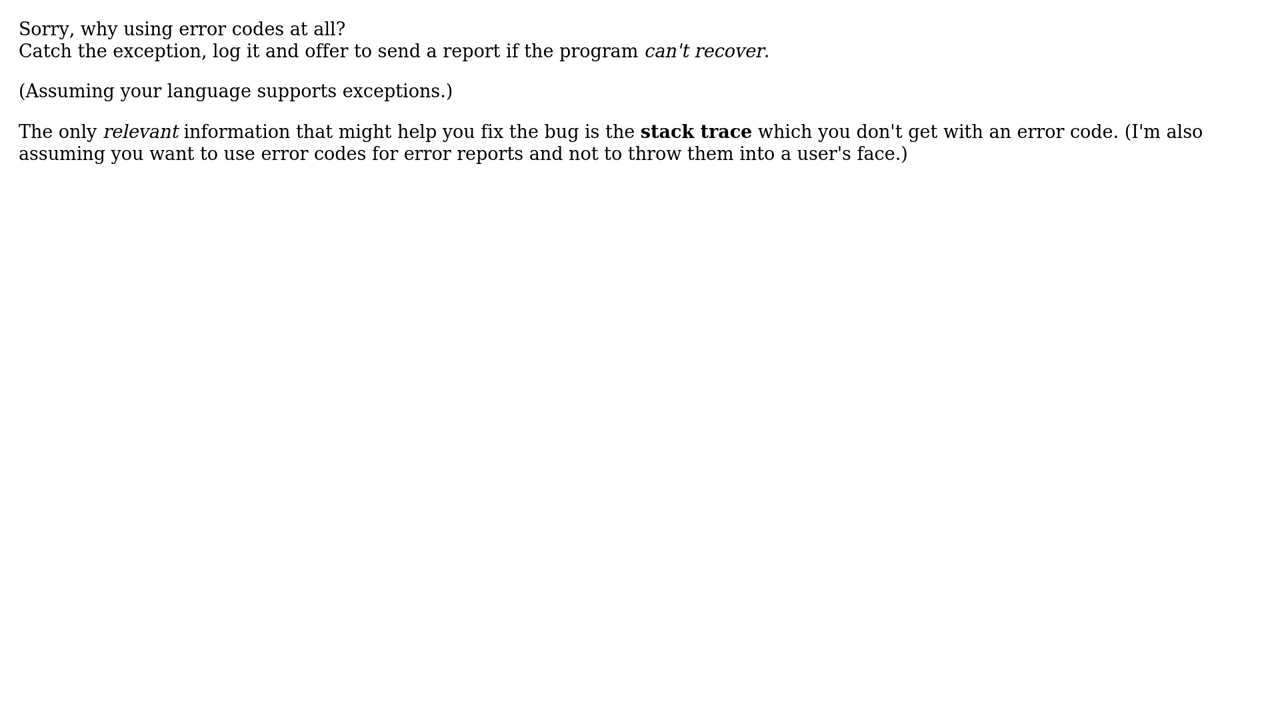 Sorry, why using error codes at all?
Catch the exception, log it and offer to send a report if the program can't recover.
(Assuming your language supports exceptions.)
The only relevant information that might help you fix the bug is the stack trace which you don't get with an error code. (I'm also
assuming you want to use error codes for error reports and not to throw them into a user's face.)